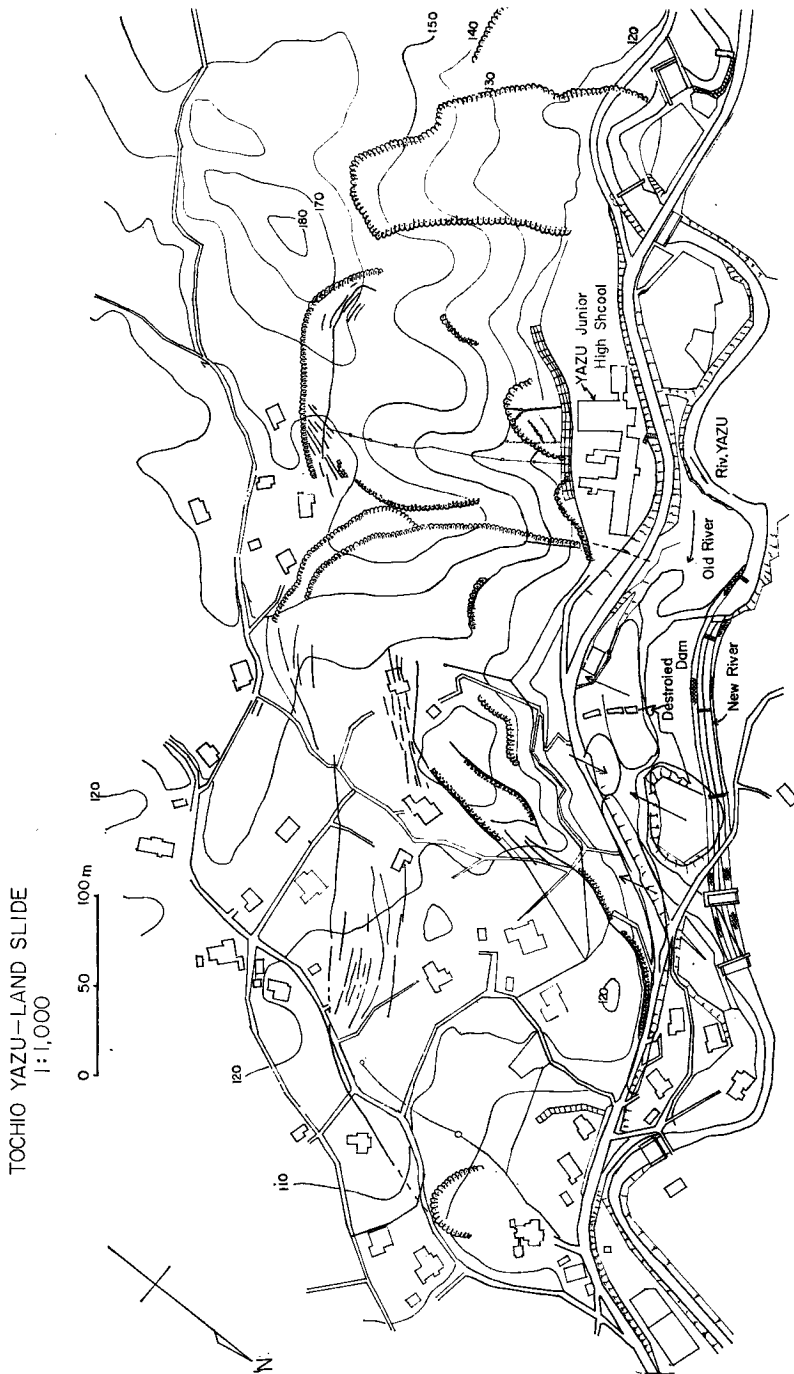 TOCHIO YAZU-LAND SLIDE
1:1,000
0 50 100 m
N
150
140
120
130
170
180
YAZU Junior
High Shcool
Riv. YAZU
Old River
Destroied
Dam
New River
120
120
120
110